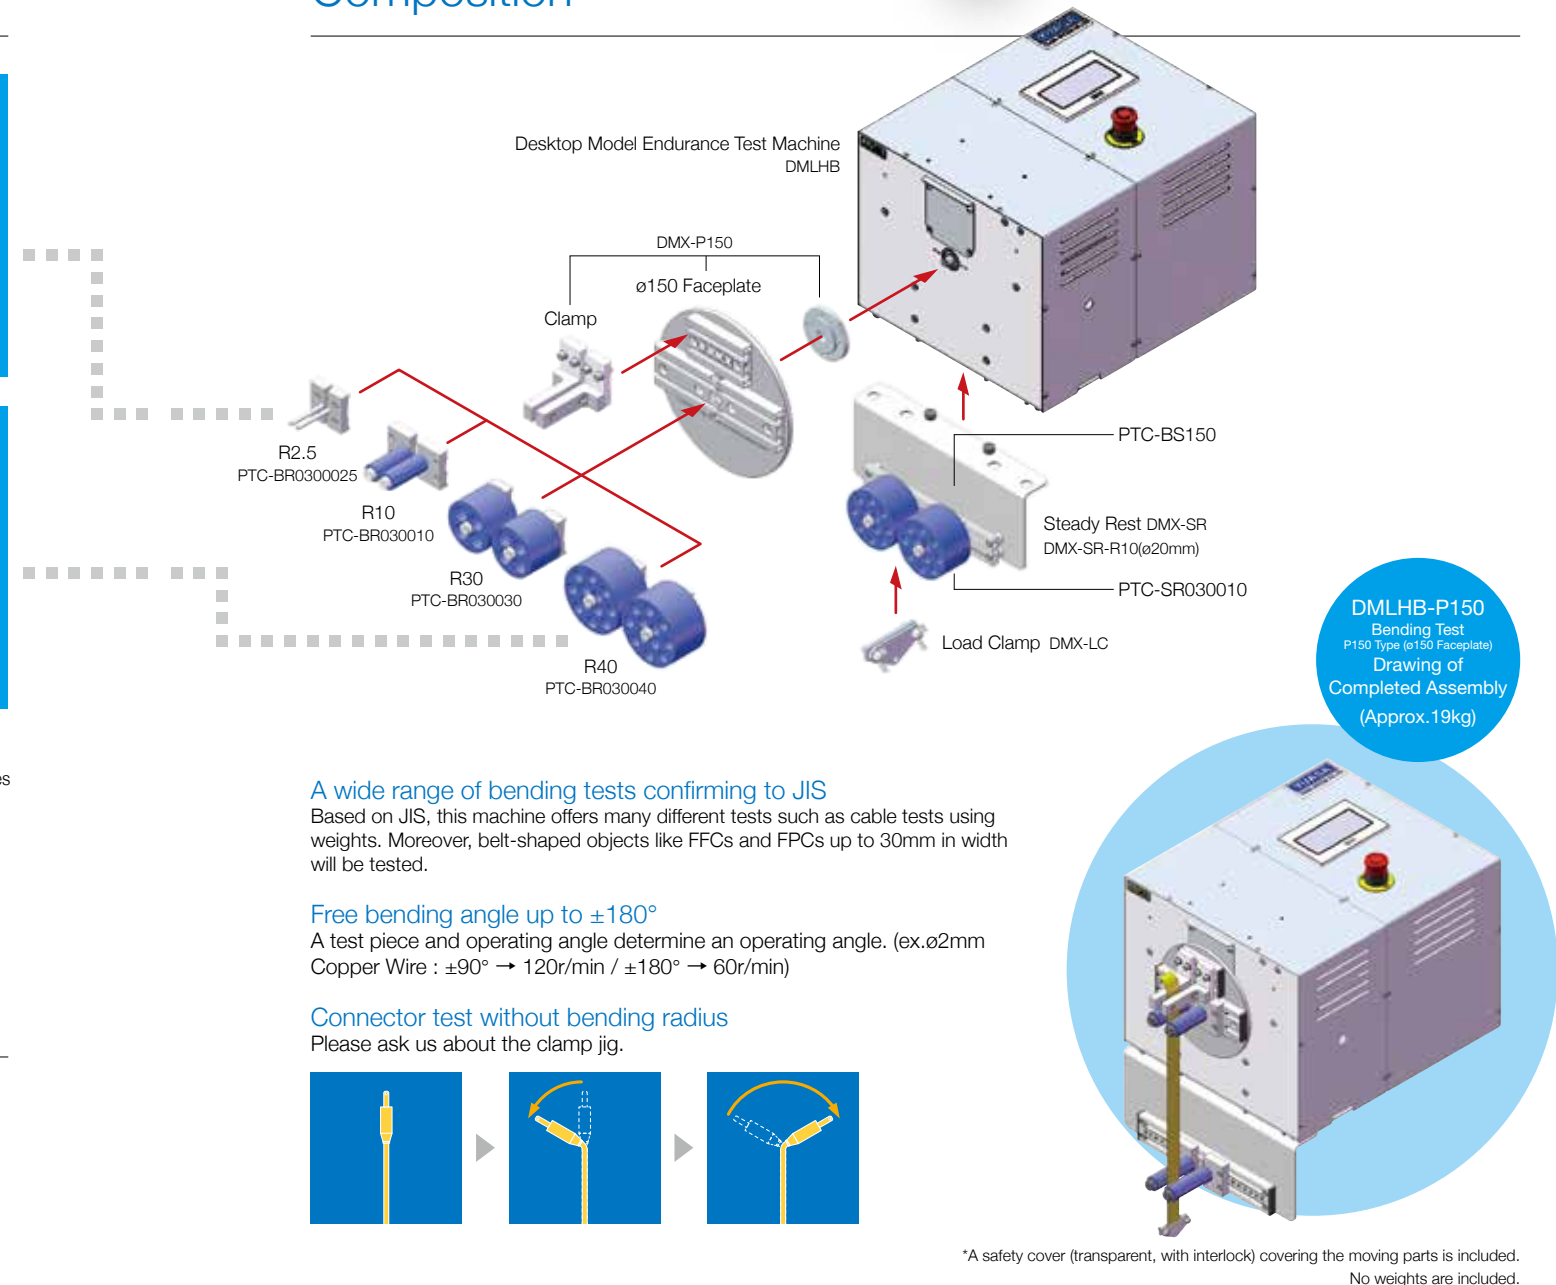 Composition
Desktop Model Endurance Test Machine
DMLHB
DMX-P150
ø150 Faceplate
Clamp
R2.5
PTC-BR0300025
R10
PTC-BR030010
R30
PTC-BR030030
R40
PTC-BR030040
PTC-BS150
Steady Rest DMX-SR
DMX-SR-R10(ø20mm)
PTC-SR030010
Load Clamp DMX-LC
DMLHB-P150
Bending Test
P150 Type (ø150 Faceplate)
Drawing of
Completed Assembly
(Approx.19kg)
es
A wide range of bending tests confirming to JIS
Based on JIS, this machine offers many different tests such as cable tests using
weights. Moreover, belt-shaped objects like FFCs and FPCs up to 30mm in width
will be tested.
Free bending angle up to ±180°
A test piece and operating angle determine an operating angle. (ex.ø2mm
Copper Wire : ±90° → 120r/min / ±180° → 60r/min)
Connector test without bending radius
Please ask us about the clamp jig.
*A safety cover (transparent, with interlock) covering the moving parts is included.
No weights are included.